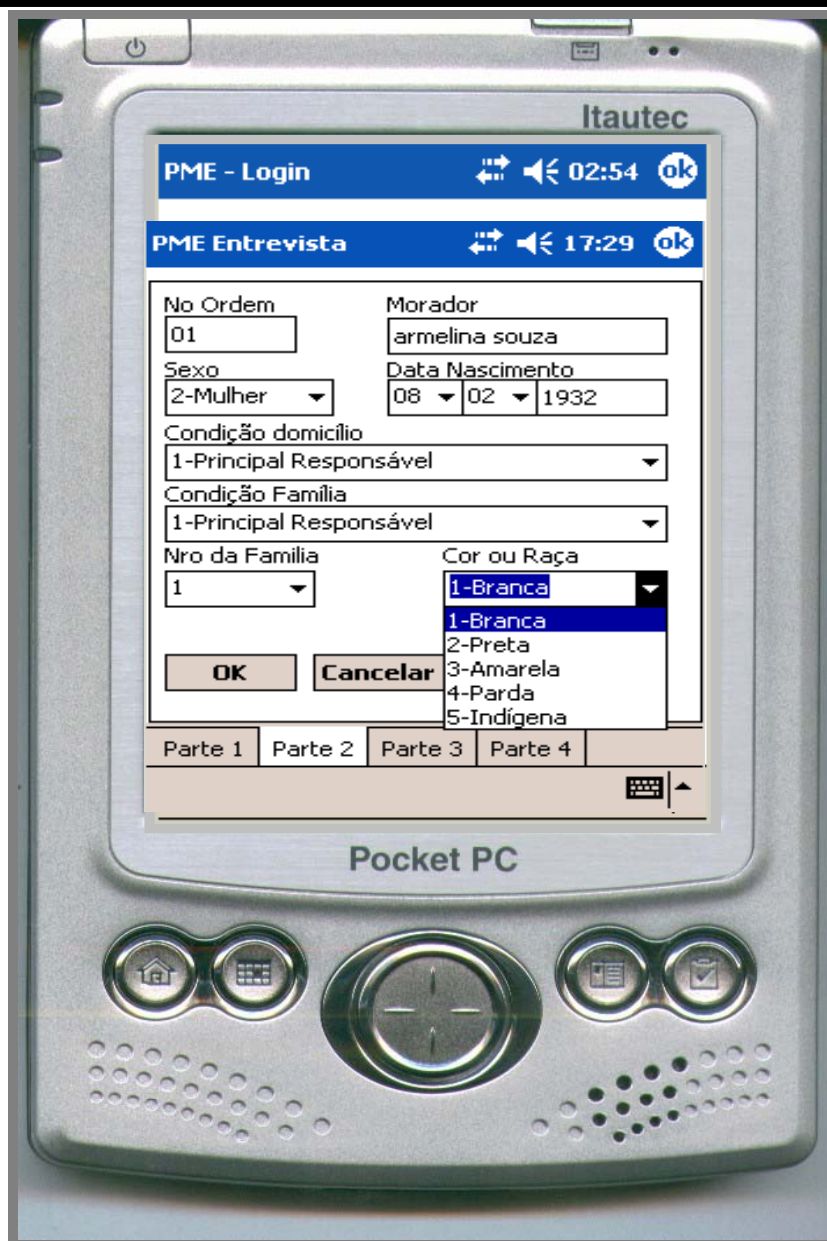 Itautec
PME - Login 02:54 ok
PME Entrevista 17:29 ok
No Ordem Morador
01 armelina souza
Sexo Data Nascimento
2-Mulher 08 02 1932
Condição domicílio
1-Principal Responsável
Condição Família
1-Principal Responsável
Nro da Familia Cor ou Raça
1 1-Branca
1-Branca
2-Preta
OK Cancelar 3-Amarela
4-Parda
5-Indígena
Parte 1 Parte 2 Parte 3 Parte 4
Pocket PC